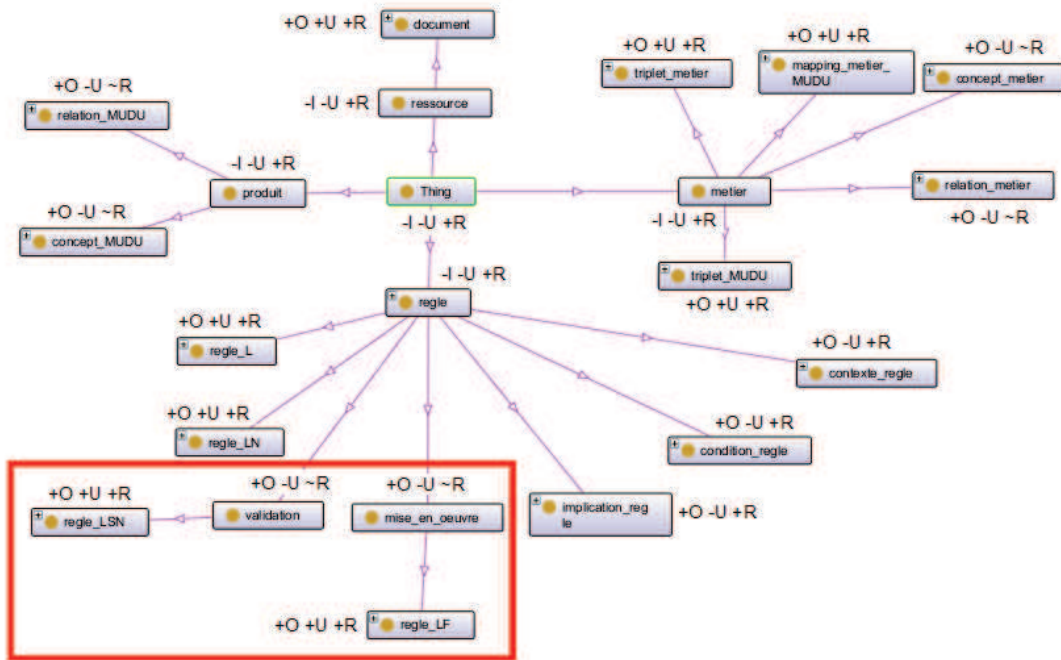 +O +U +R
document
+O +U +R
triplet_metier
+O +U +R
mapping_metier_
MUDU
+O -U ~R
concept_metier
+O -U ~R
relation_MUDU
-I -U +R
ressource
-I -U +R
produit
Thing
-I -U +R
metier
-I -U +R
relation_metier
+O -U ~R
+O -U ~R
concept_MUDU
triplet_MUDU
+O +U +R
-I -U +R
regle
+O +U +R
regle_L
+O -U +R
contexte_regle
+O +U +R
regle_LN
+O -U +R
condition_regle
+O +U +R
regle_LSN
+O -U ~R
validation
+O -U ~R
mise_en_oeuvre
implication_reg
le
+O -U +R
+O +U +R
regle_LF